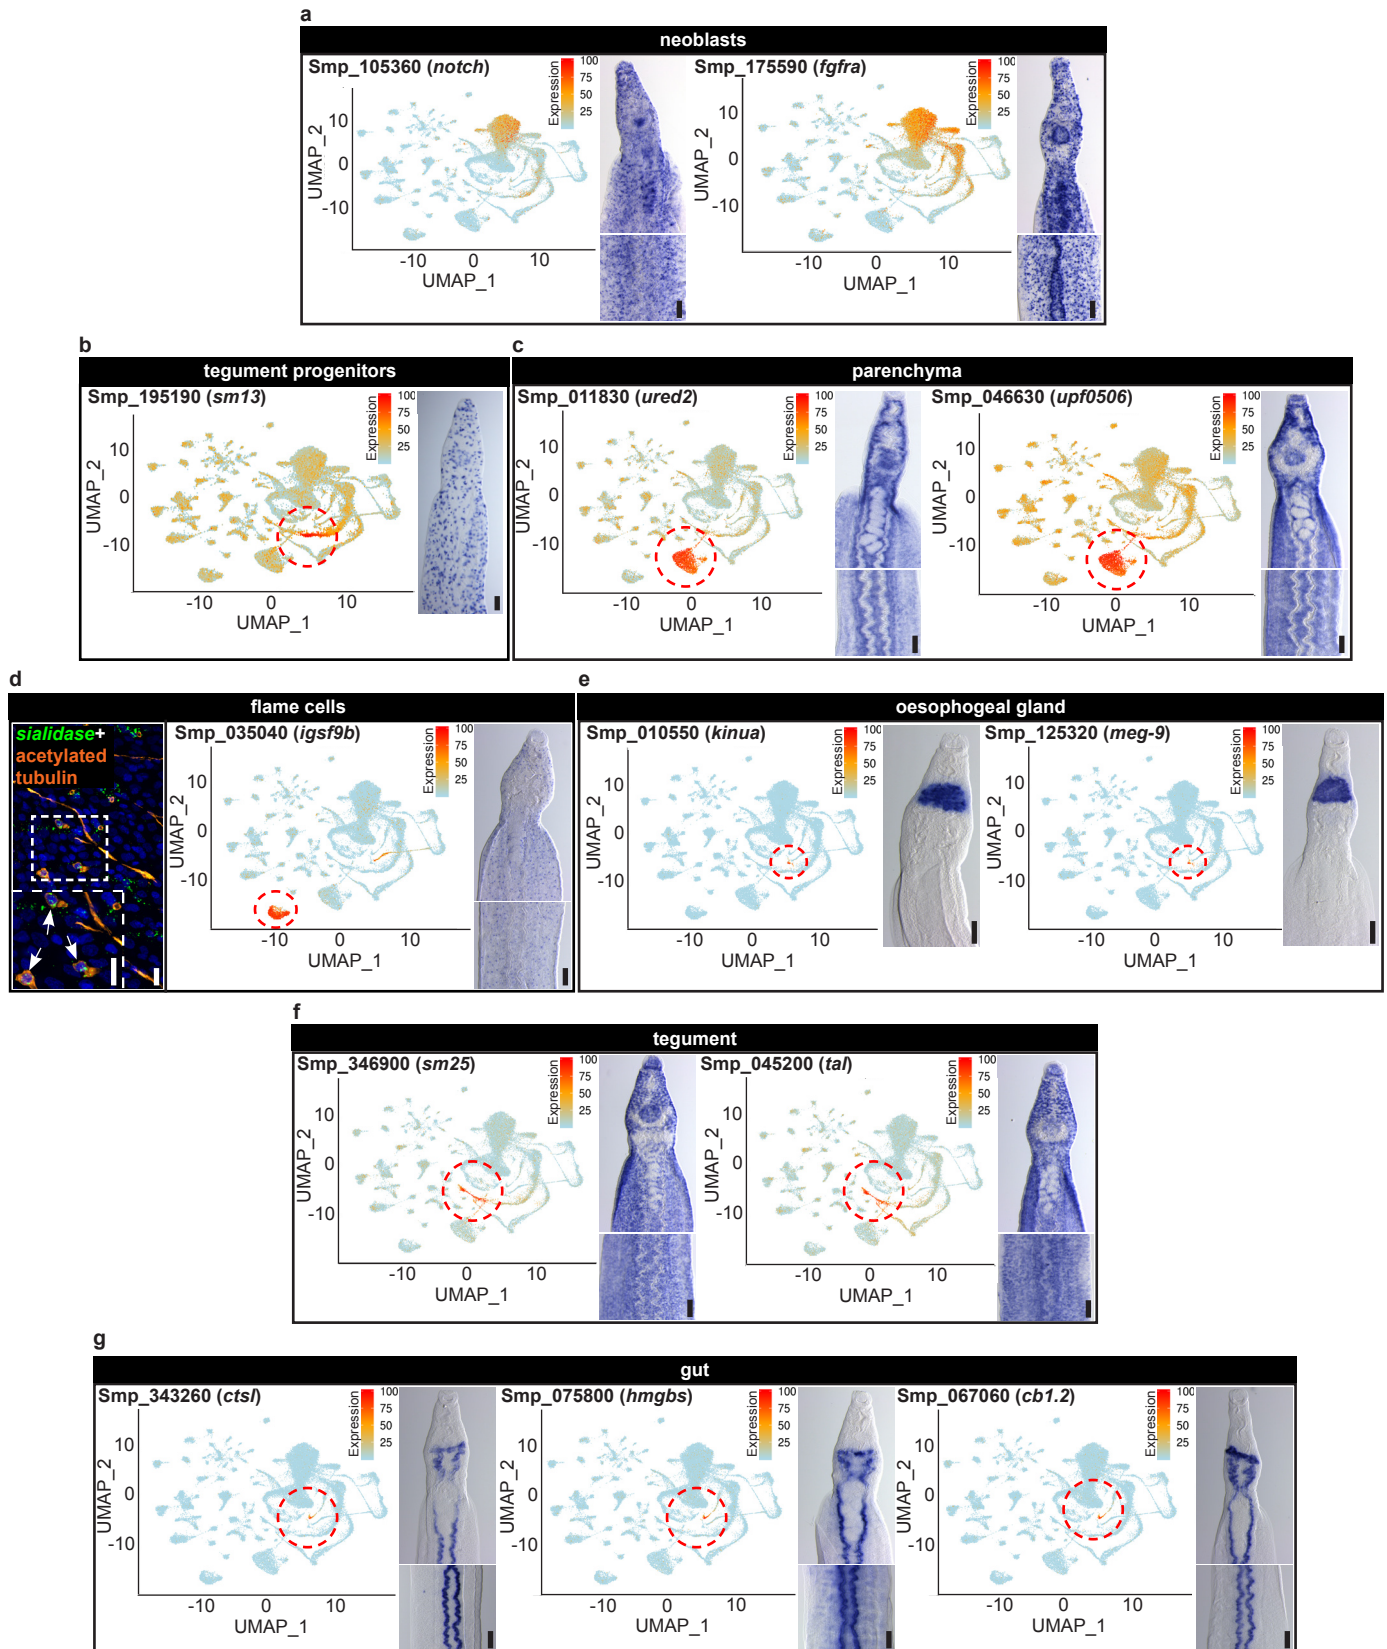 a
neoblasts
Smp_105360 (notch)
Expression
100
75
50
25
UMAP_2
10
0
-10
-10 0 10
UMAP_1
Smp_175590 (fgfra)
Expression
100
75
50
25
UMAP_2
10
0
-10
-10 0 10
UMAP_1
b
tegument progenitors
Smp_195190 (sm13)
Expression
100
75
50
25
UMAP_2
10
0
-10
-10 0 10
UMAP_1
c
parenchyma
Smp_011830 (ured2)
Expression
100
75
50
25
UMAP_2
10
0
-10
-10 0 10
UMAP_1
Smp_046630 (upf0506)
Expression
100
75
50
25
UMAP_2
10
0
-10
-10 0 10
UMAP_1
d
flame cells
sialidase+
acetylated
tubulin
Smp_035040 (igsf9b)
Expression
100
75
50
25
UMAP_2
10
0
-10
-10 0 10
UMAP_1
e
oesophogeal gland
Smp_010550 (kinua)
Expression
100
75
50
25
UMAP_2
10
0
-10
-10 0 10
UMAP_1
Smp_125320 (meg-9)
Expression
100
75
50
25
UMAP_2
10
0
-10
-10 0 10
UMAP_1
f
tegument
Smp_346900 (sm25)
Expression
100
75
50
25
UMAP_2
10
0
-10
-10 0 10
UMAP_1
Smp_045200 (tal)
Expression
100
75
50
25
UMAP_2
10
0
-10
-10 0 10
UMAP_1
g
gut
Smp_343260 (ctsl)
Expression
100
75
50
25
UMAP_2
10
0
-10
-10 0 10
UMAP_1
Smp_075800 (hmgbs)
Expression
100
75
50
25
UMAP_2
10
0
-10
-10 0 10
UMAP_1
Smp_067060 (cb1.2)
Expression
100
75
50
25
UMAP_2
10
0
-10
-10 0 10
UMAP_1